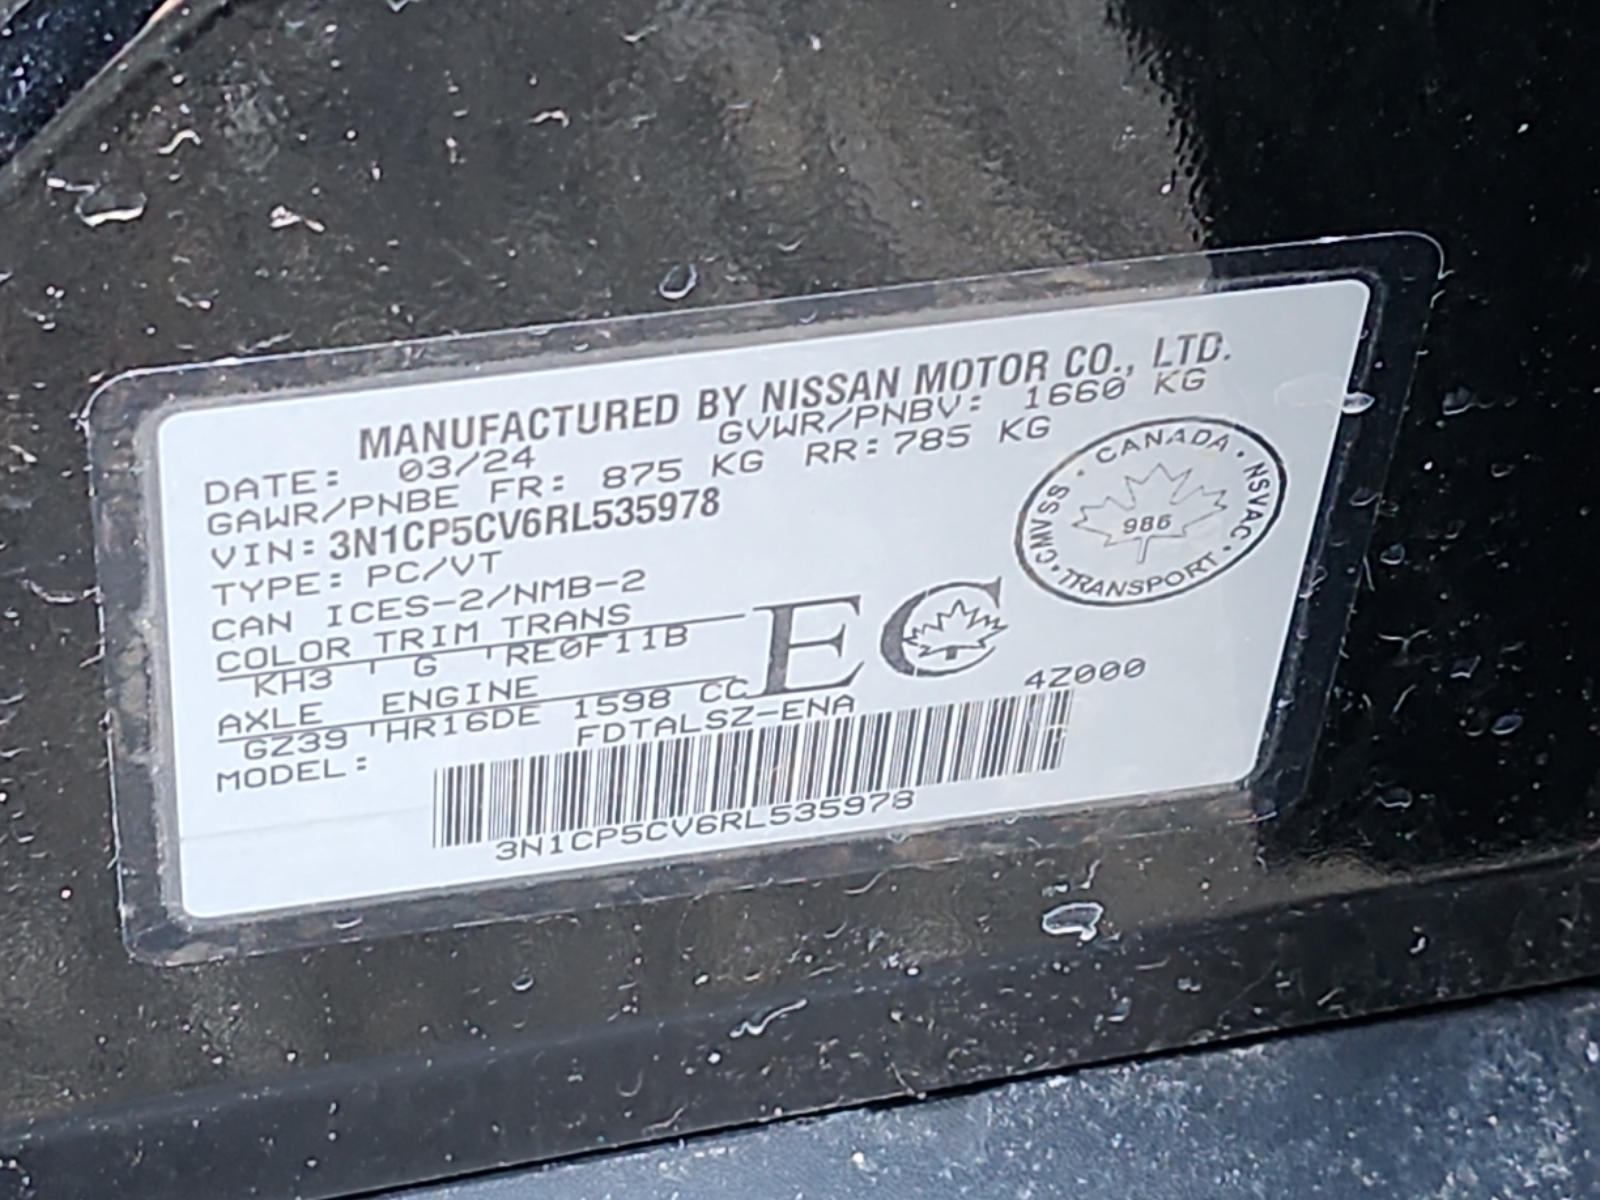 MANUFACTURED BY NISSAN MOTOR CO., LTD.
DATE: 03/24 GVWR/PNBV: 1660 KG
GAWR/PNBE FR: 875 KG RR: 785 KG
VIN: 3N1CP5CV6RL535978
TYPE: PC/VT
CAN ICES-2/NMB-2
COLOR TRIM TRANS
KH3 G RE0F11B
AXLE ENGINE
GZ39 HR16DE 1598 CC
MODEL: FDTALSZ-ENA 4Z000
3N1CP5CV6RL535978
EC
CMVSS · CANADA · NSVAC · TRANSPORT ·
986